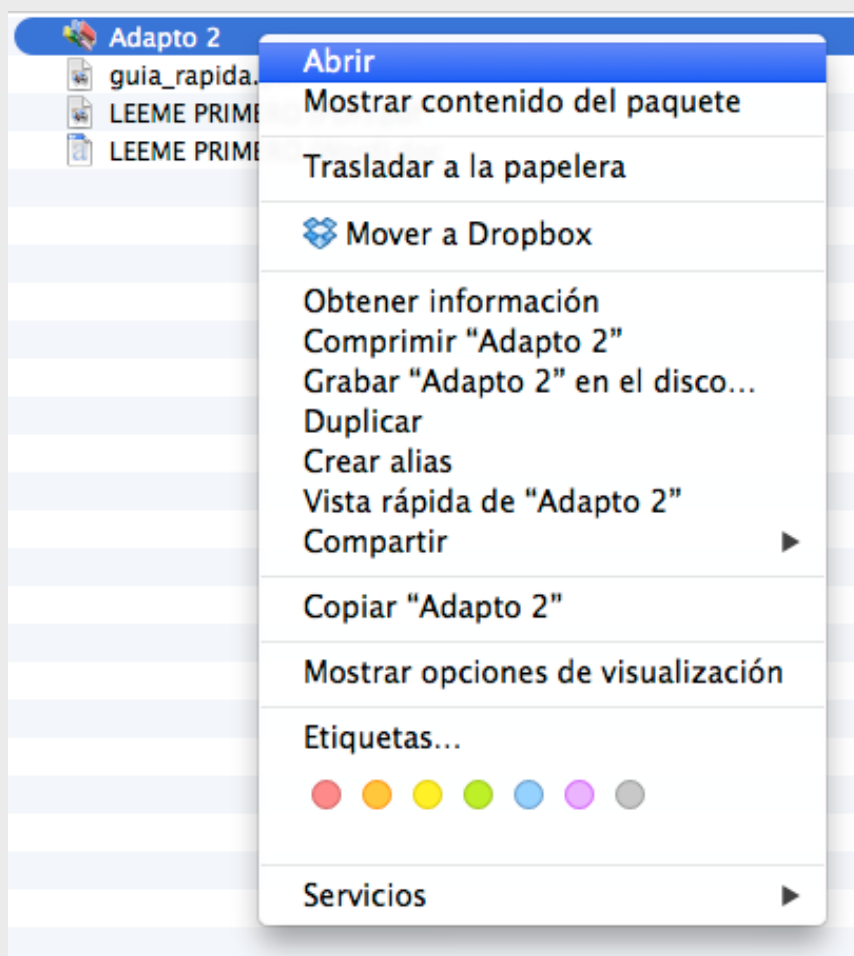 Adapto 2
guia_rapida.
LEEME PRIME
LEEME PRIME
Abrir
Mostrar contenido del paquete
Trasladar a la papelera
Mover a Dropbox
Obtener información
Comprimir “Adapto 2”
Grabar “Adapto 2” en el disco...
Duplicar
Crear alias
Vista rápida de “Adapto 2”
Compartir
Copiar “Adapto 2”
Mostrar opciones de visualización
Etiquetas...
Servicios